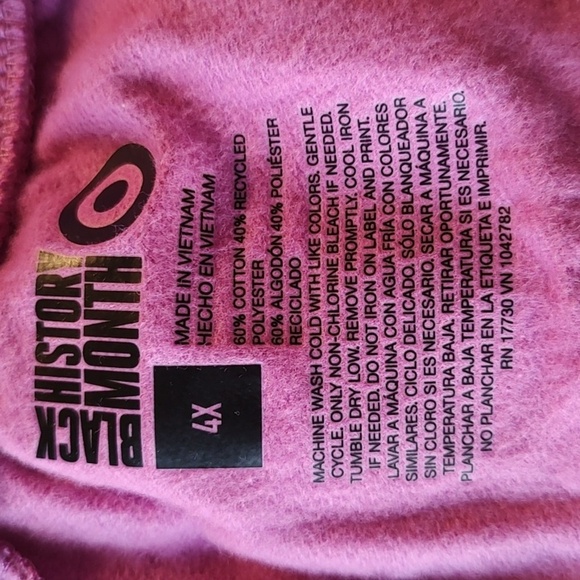 BLACK
HISTORY
MONTH
4X
MADE IN VIETNAM
HECHO EN VIETNAM
60% COTTON 40% RECYCLED
POLYESTER
60% ALGODÓN 40% POLIÉSTER
RECICLADO
MACHINE WASH COLD WITH LIKE COLORS. GENTLE
CYCLE. ONLY NON-CHLORINE BLEACH IF NEEDED.
TUMBLE DRY LOW. REMOVE PROMPTLY. COOL IRON
IF NEEDED. DO NOT IRON ON LABEL AND PRINT.
LAVAR A MÁQUINA CON AGUA FRÍA CON COLORES
SIMILARES. CICLO DELICADO. SÓLO BLANQUEADOR
SIN CLORO SI ES NECESARIO. SECAR A MÁQUINA A
TEMPERATURA BAJA. RETIRAR OPORTUNAMENTE.
PLANCHAR A BAJA TEMPERATURA SI ES NECESARIO.
NO PLANCHAR EN LA ETIQUETA E IMPRIMIR.
RN 17730 VN 1042782